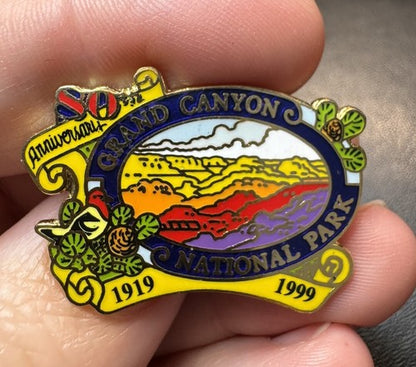 80th
Anniversary
GRAND CANYON
NATIONAL PARK
1919 1999